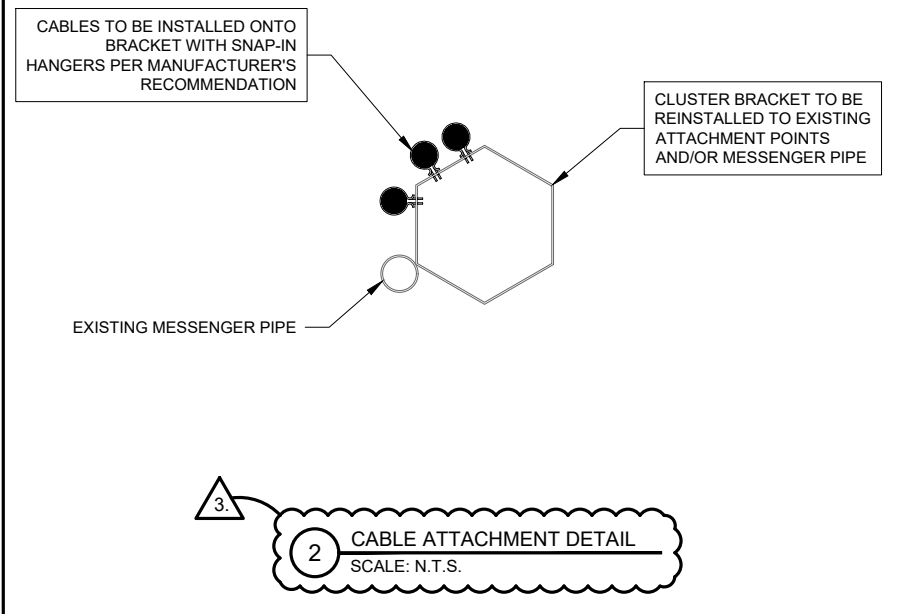 CABLES TO BE INSTALLED ONTO
BRACKET WITH SNAP-IN
HANGERS PER MANUFACTURER'S
RECOMMENDATION
CLUSTER BRACKET TO BE
REINSTALLED TO EXISTING
ATTACHMENT POINTS
AND/OR MESSENGER PIPE
EXISTING MESSENGER PIPE
3.
2
CABLE ATTACHMENT DETAIL
SCALE: N.T.S.